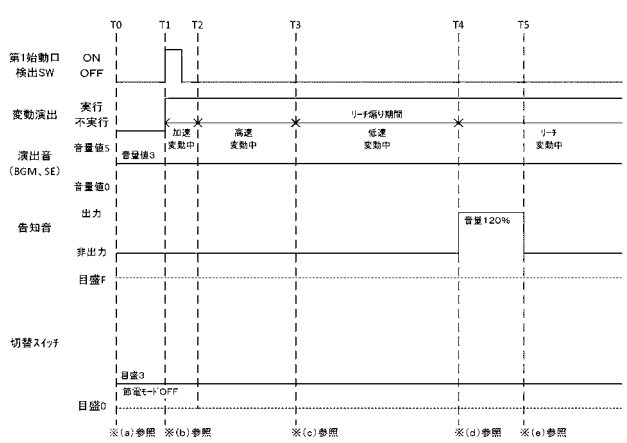 T0 T1 T2 T3 T4 T5
第1始動口
検出SW
ON
OFF
変動演出
実行
不実行
リーチ煽り期間
加速
変動中
高速
変動中
低速
変動中
リーチ
変動中
演出音
(BGM、SE)
音量値5
音量値3
音量値0
告知音
出力
非出力
音量120%
切替スイッチ
目盛F
目盛3
節電モードOFF
目盛0
※(a)参照 ※(b)参照 ※(c)参照 ※(d)参照 ※(e)参照